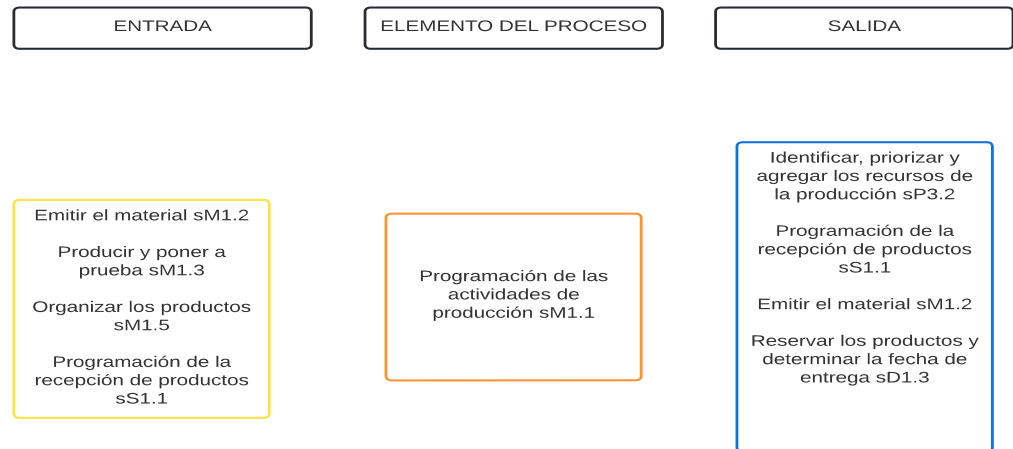 ENTRADA
ELEMENTO DEL PROCESO
SALIDA
Emitir el material sM1.2
Producir y poner a
prueba sM1.3
Organizar los productos
sM1.5
Programación de la
recepción de productos
sS1.1
Programación de las
actividades de
producción sM1.1
Identificar, priorizar y
agregar los recursos de
la producción sP3.2
Programación de la
recepción de productos
sS1.1
Emitir el material sM1.2
Reservar los productos y
determinar la fecha de
entrega sD1.3